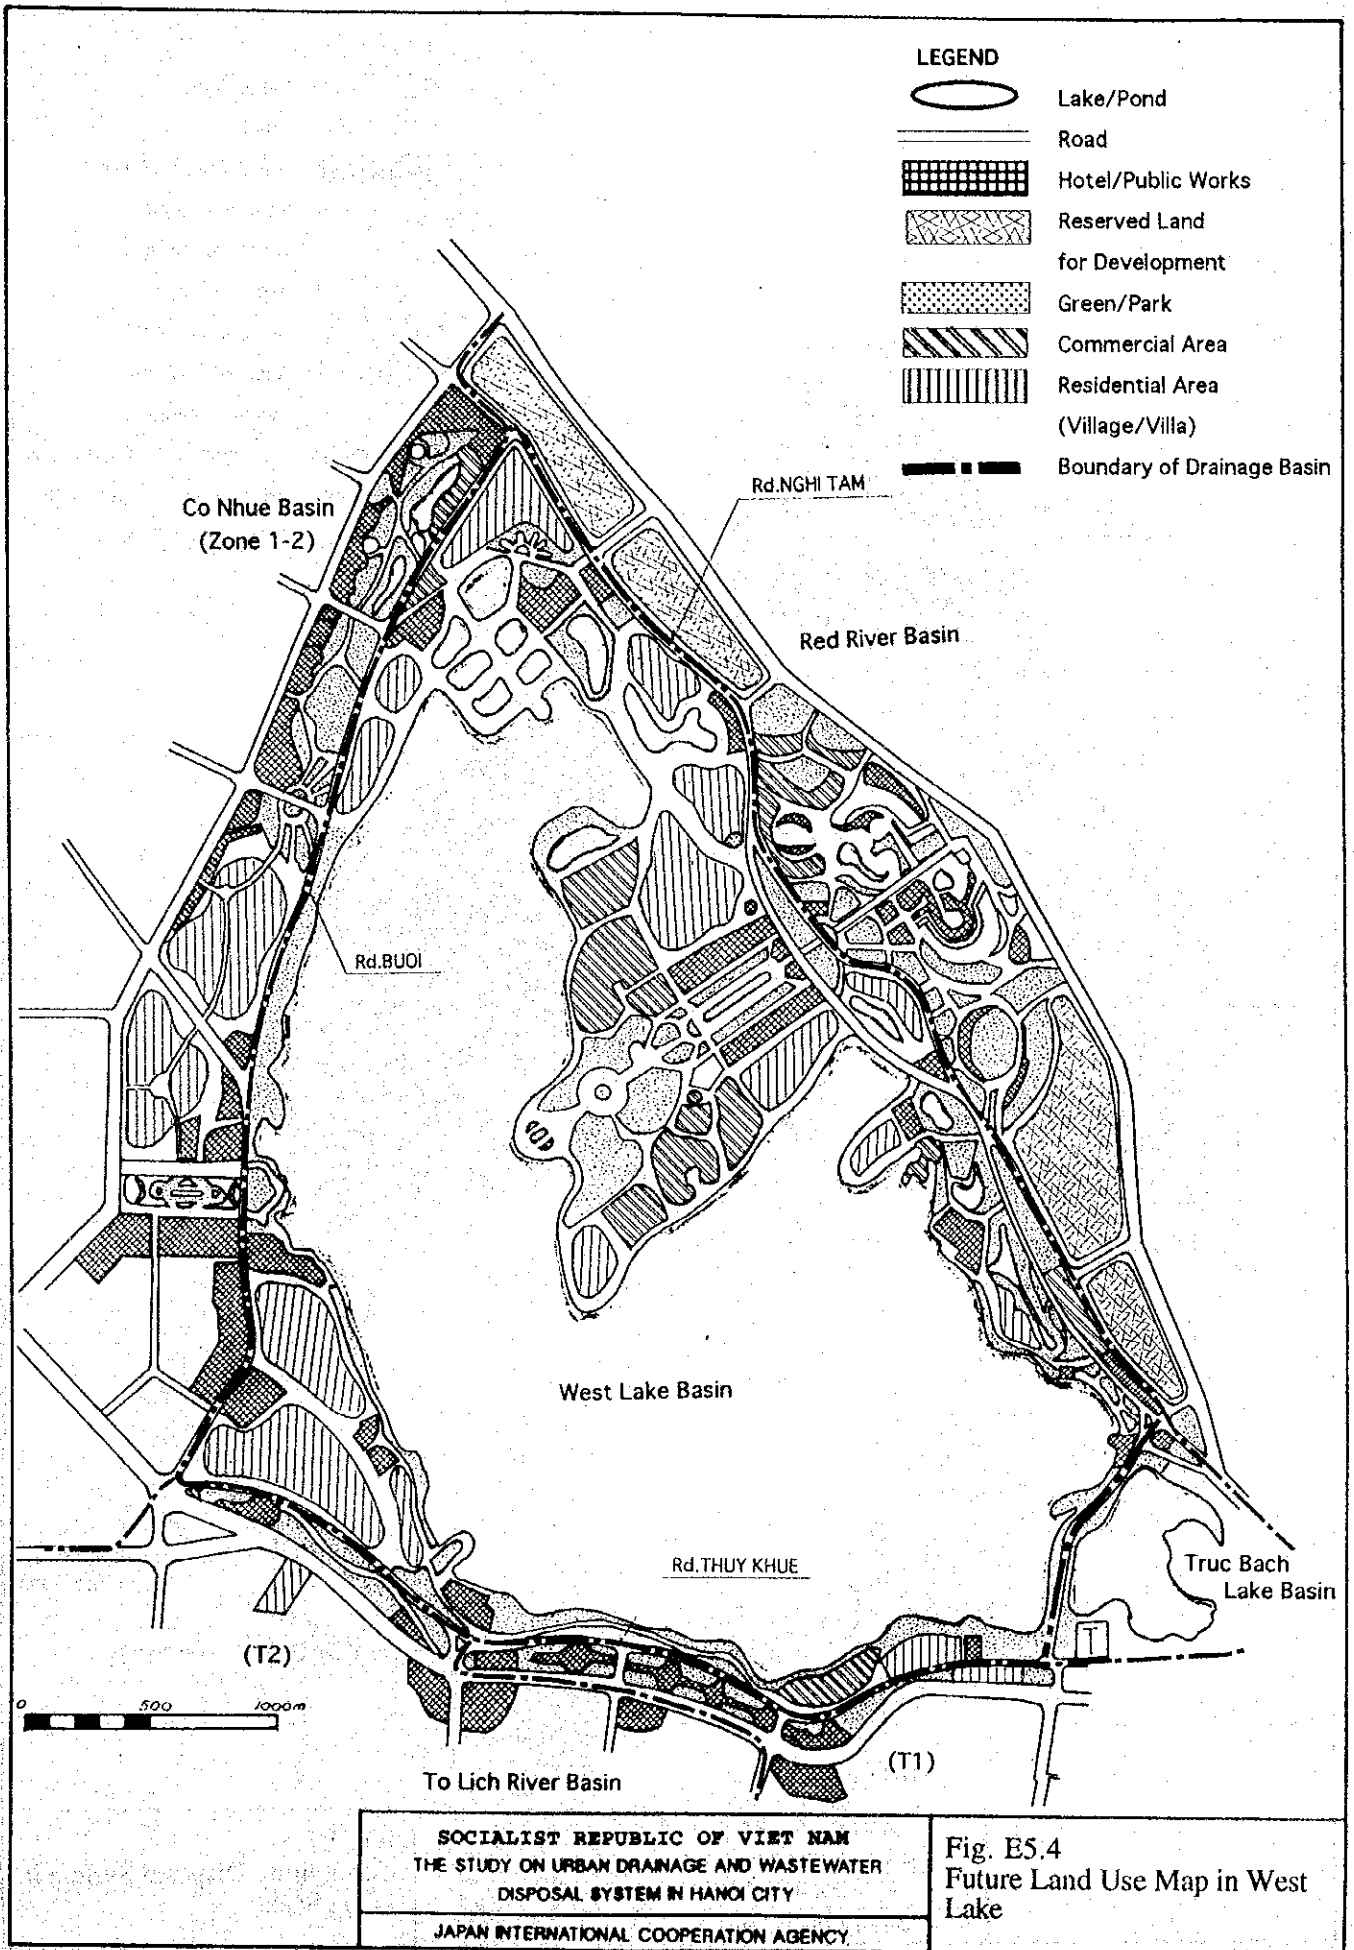 LEGEND
Lake/Pond
Road
Hotel/Public Works
Reserved Land
for Development
Green/Park
Commercial Area
Residential Area
(Village/Villa)
Boundary of Drainage Basin
Rd.NGHI TAM
Co Nhue Basin
(Zone 1-2)
Red River Basin
Rd.BUOI
West Lake Basin
Rd.THUY KHUE
Truc Bach
Lake Basin
T
(T2)
0 500 1000m
(T1)
To Lich River Basin
SOCIALIST REPUBLIC OF VIET NAM
THE STUDY ON URBAN DRAINAGE AND WASTEWATER
DISPOSAL SYSTEM IN HANOI CITY
JAPAN INTERNATIONAL COOPERATION AGENCY
Fig. E5.4
Future Land Use Map in West
Lake